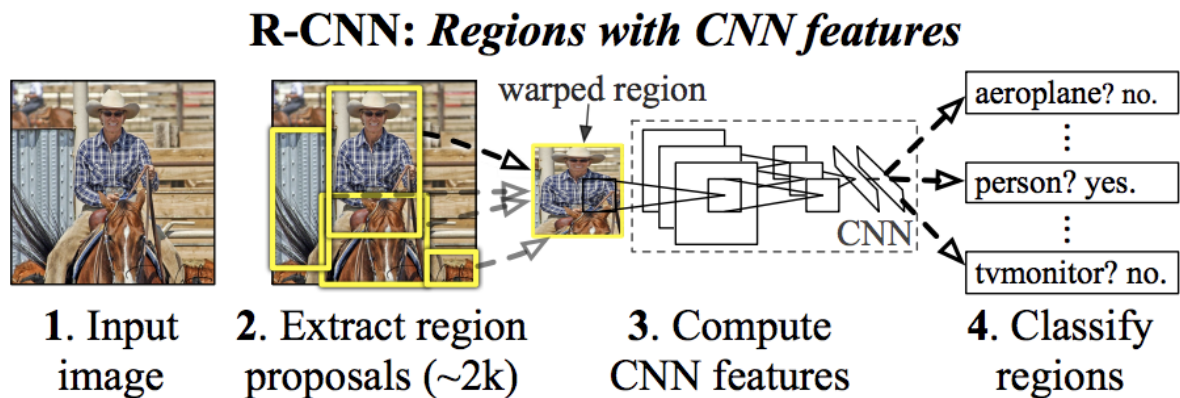 R-CNN: Regions with CNN features
warped region
aeroplane? no.
⋮
person? yes.
⋮
tvmonitor? no.
CNN
1. Input
image
2. Extract region
proposals (~2k)
3. Compute
CNN features
4. Classify
regions